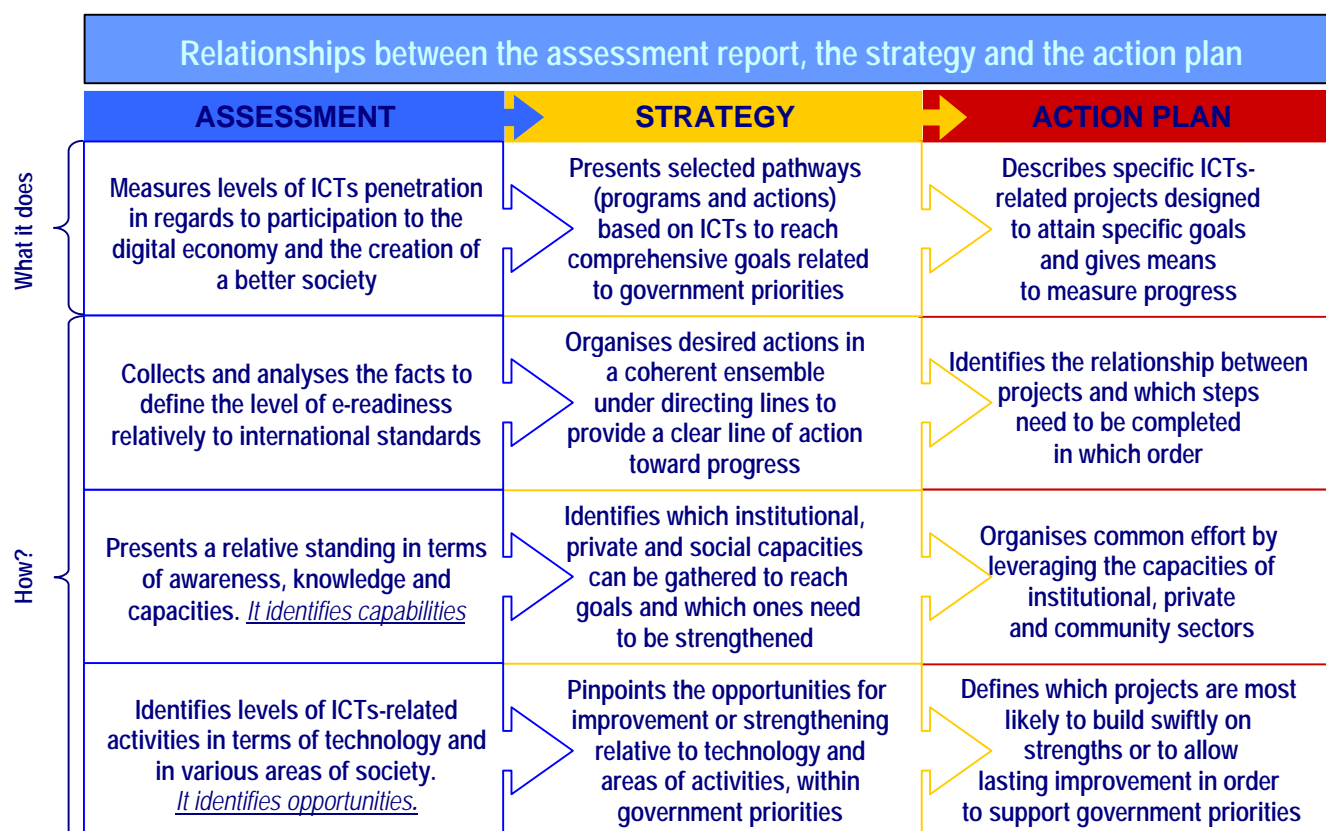 Relationships between the assessment report, the strategy and the action plan
ASSESSMENT
STRATEGY
ACTION PLAN
What it does
Measures levels of ICTs penetration
in regards to participation to the
digital economy and the creation of
a better society
Presents selected pathways
(programs and actions)
based on ICTs to reach
comprehensive goals related
to government priorities
Describes specific ICTs-
related projects designed
to attain specific goals
and gives means
to measure progress
How?
Collects and analyses the facts to
define the level of e-readiness
relatively to international standards
Organises desired actions in
a coherent ensemble
under directing lines to
provide a clear line of action
toward progress
Identifies the relationship between
projects and which steps
need to be completed
in which order
Presents a relative standing in terms
of awareness, knowledge and
capacities. It identifies capabilities
Identifies which institutional,
private and social capacities
can be gathered to reach
goals and which ones need
to be strengthened
Organises common effort by
leveraging the capacities of
institutional, private
and community sectors
Identifies levels of ICTs-related
activities in terms of technology and
in various areas of society.
It identifies opportunities.
Pinpoints the opportunities for
improvement or strengthening
relative to technology and
areas of activities, within
government priorities
Defines which projects are most
likely to build swiftly on
strengths or to allow
lasting improvement in order
to support government priorities